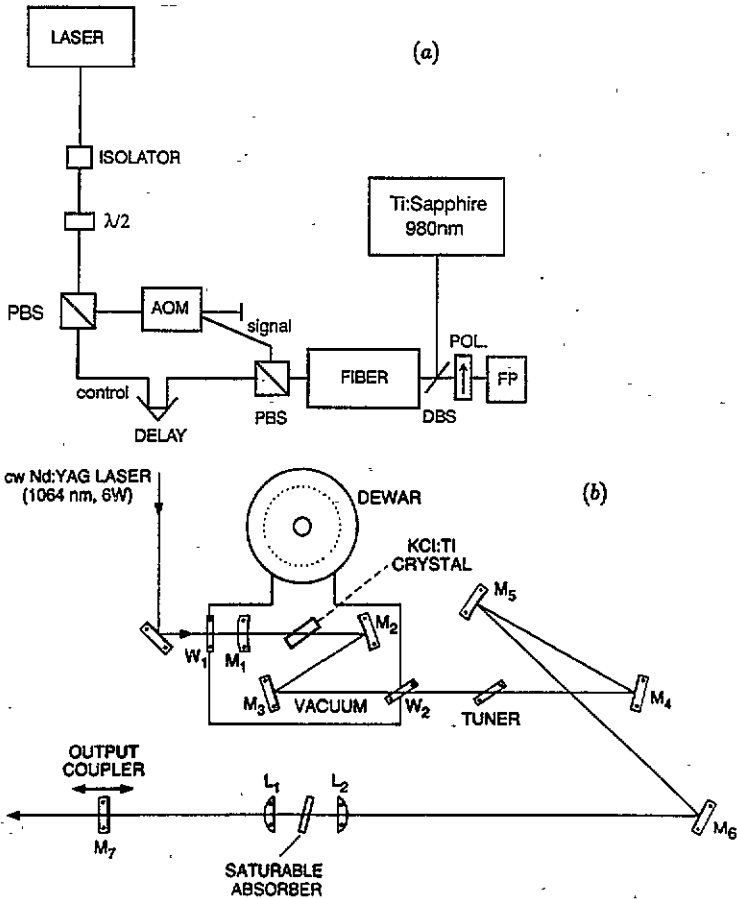 LASER
(a)
ISOLATOR
λ/2
Ti:Sapphire
980nm
PBS
AOM
signal
POL.
FIBER
FP
control
PBS
DBS
DELAY
cw Nd:YAG LASER
(1064 nm, 6W)
(b)
DEWAR
KCl:Tl
CRYSTAL
M5
M2
W1
M1
M3
VACUUM
W2
TUNER
M4
OUTPUT
COUPLER
L1
L2
M7
M6
SATURABLE
ABSORBER